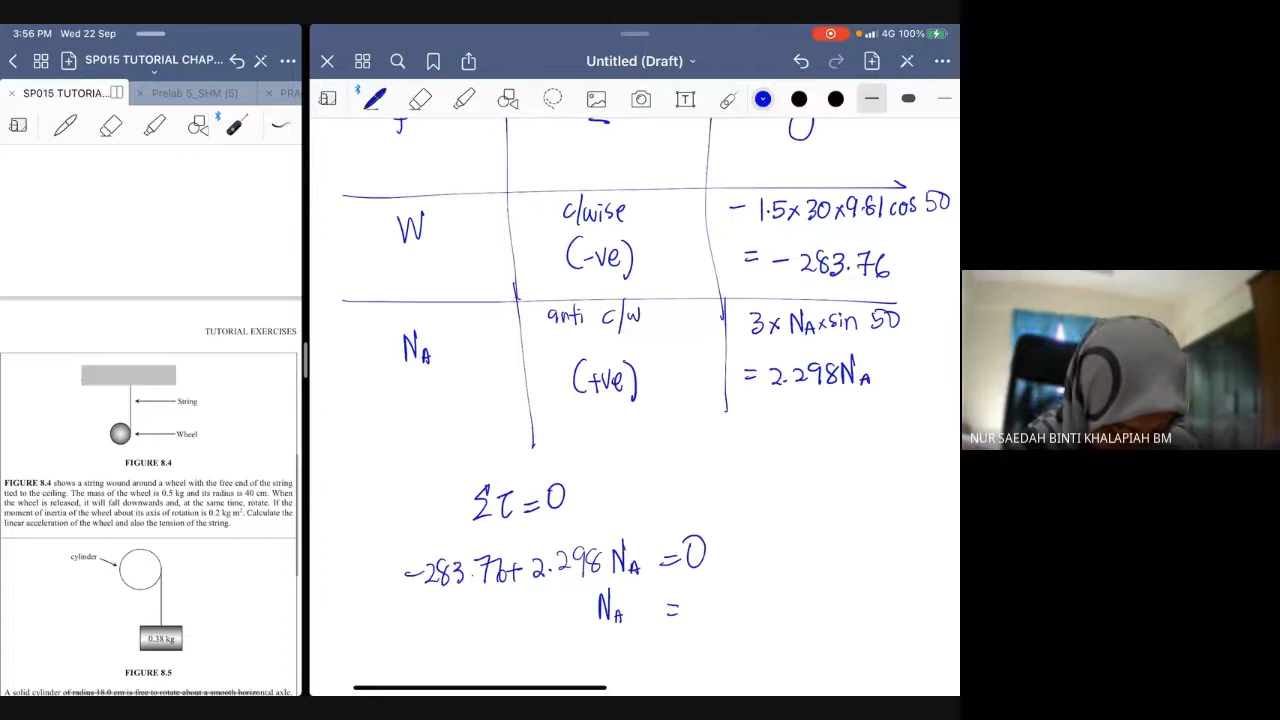 3:56 PM Wed 22 Sep
4G 100%
SP015 TUTORIAL CHAP...
Untitled (Draft)
SP015 TUTORIA...
Prelab 5_SHM (5)
PRA
f
0
W
c/wise
(-ve)
- 1.5 x 30 x 9.81 cos 50
= - 283.76
NA
anti c/w
(+ve)
3 x NA x sin 50
= 2.298NA
Στ = 0
-283.76 + 2.298 NA = 0
NA =
TUTORIAL EXERCISES
String
Wheel
FIGURE 8.4
FIGURE 8.4 shows a string wound around a wheel with the free end of the string
tied to the ceiling. The mass of the wheel is 0.5 kg and its radius is 40 cm. When
the wheel is released, it will fall downwards and, at the same time, rotate. If the
moment of inertia of the wheel about its axis of rotation is 0.2 kg m². Calculate the
linear acceleration of the wheel and also the tension of the string.
cylinder
0.38 kg
FIGURE 8.5
A solid cylinder of radius 18.0 cm is free to rotate about a smooth horizontal axle.
NUR SAEDAH BINTI KHALAPIAH BM